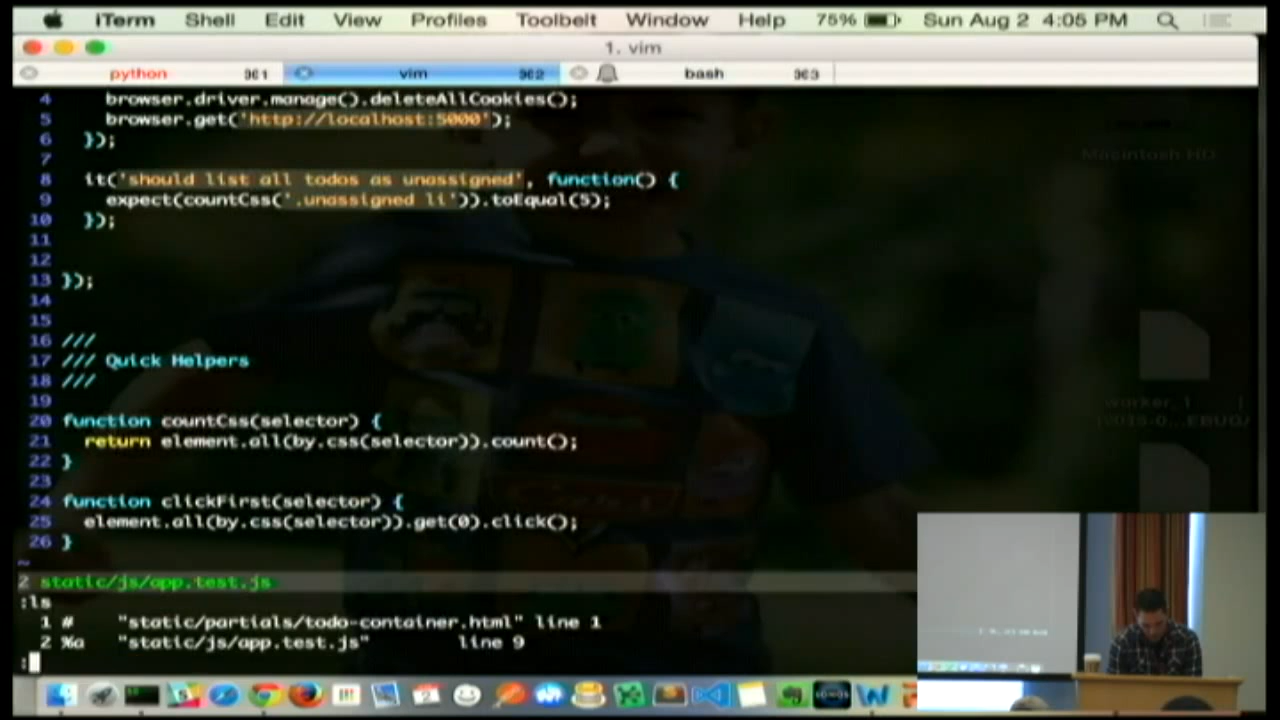 iTerm Shell Edit View Profiles Toolbelt Window Help 75% Sun Aug 2 4:05 PM
1. vim
python ⌘1 vim ⌘2 bash ⌘3
4 browser.driver.manage().deleteAllCookies();
5 browser.get('http://localhost:5000');
6 });
7
8 it('should list all todos as unassigned', function() {
9 expect(countCss('.unassigned li')).toEqual(5);
10 });
11
12
13 });
14
15
16 ///
17 /// Quick Helpers
18 ///
19
20 function countCss(selector) {
21 return element.all(by.css(selector)).count();
22 }
23
24 function clickFirst(selector) {
25 element.all(by.css(selector)).get(0).click();
26 }
~
2 static/js/app.test.js
:ls
1 # "static/partials/todo-container.html" line 1
2 %a "static/js/app.test.js" line 9
:
Macintosh HD
worker_1
SONOS